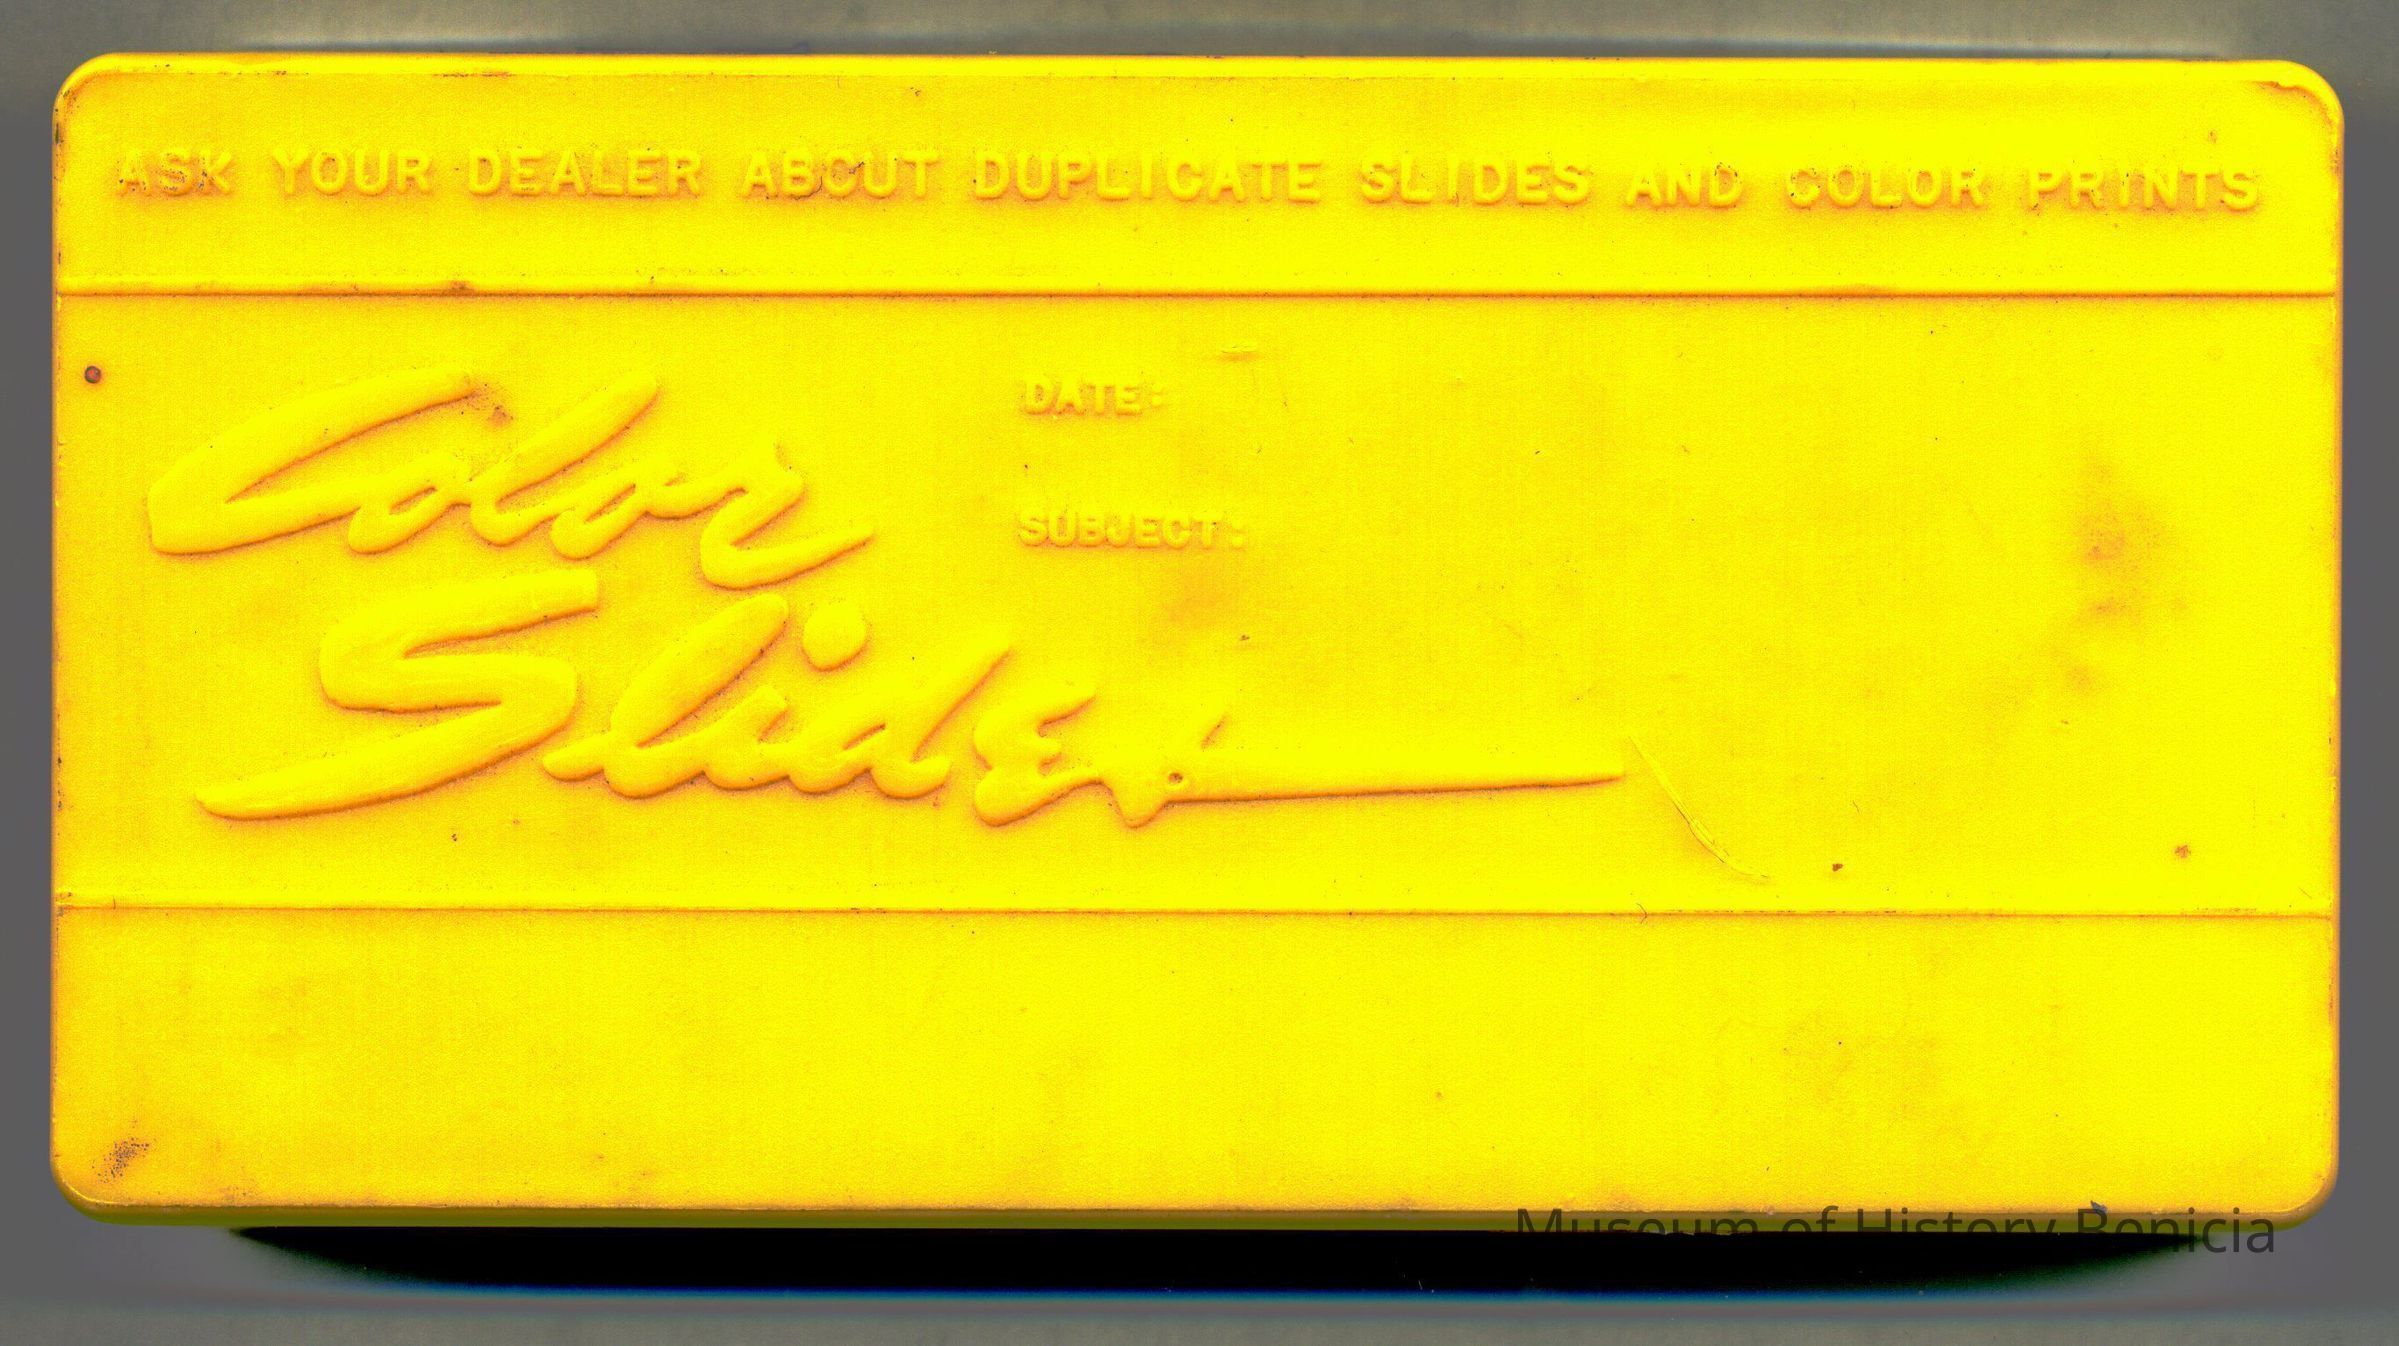 ASK YOUR DEALER ABOUT DUPLICATE SLIDES AND COLOR PRINTS
Color
Slides
DATE:
SUBJECT:
Museum of History Benicia